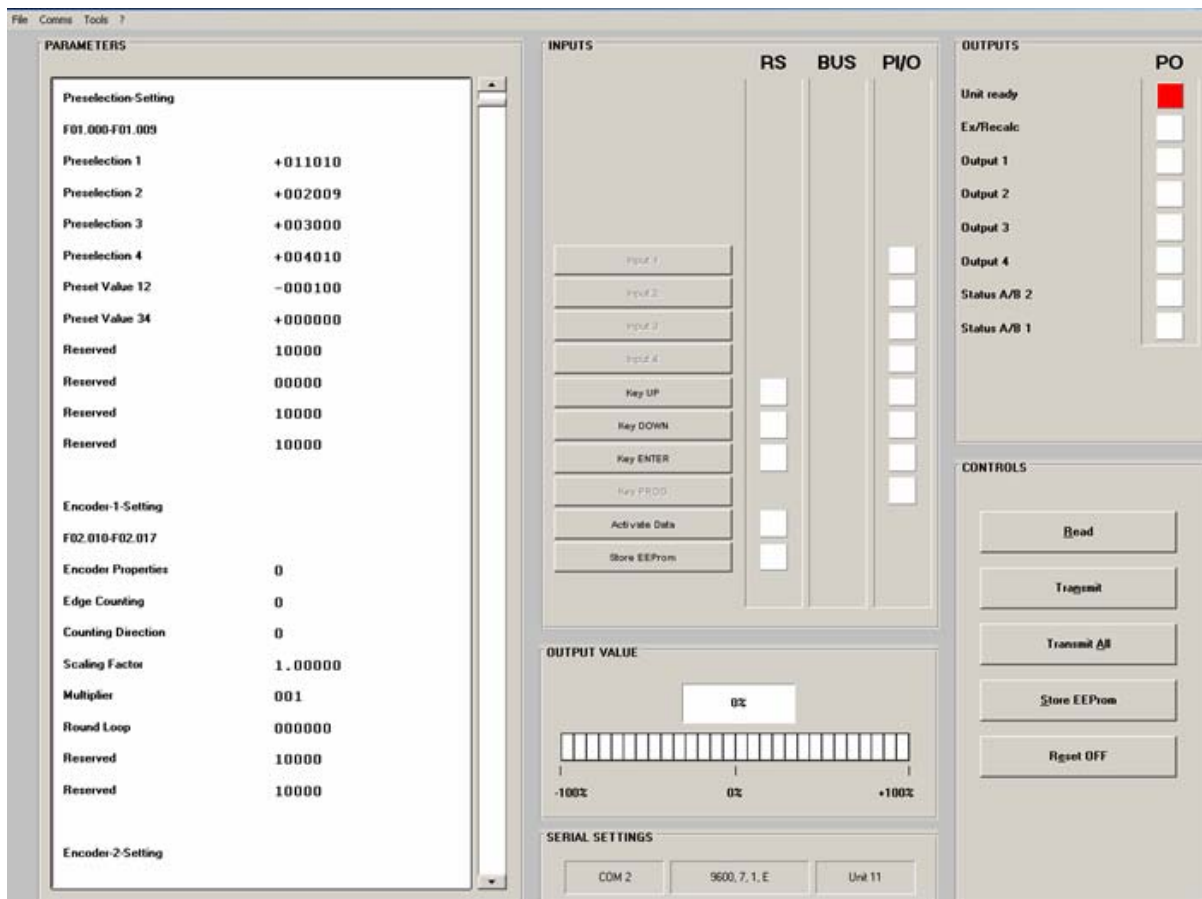 File Comms Tools ?
PARAMETERS
Preselection-Setting
F01.000-F01.009
Preselection 1 +011010
Preselection 2 +002009
Preselection 3 +003000
Preselection 4 +004010
Preset Value 12 -000100
Preset Value 34 +000000
Reserved 10000
Reserved 00000
Reserved 10000
Reserved 10000
Encoder-1-Setting
F02.010-F02.017
Encoder Properties 0
Edge Counting 0
Counting Direction 0
Scaling Factor 1.00000
Multiplier 001
Round Loop 000000
Reserved 10000
Reserved 10000
Encoder-2-Setting
INPUTS
RS BUS PI/O
Input 1
Input 2
Input 3
Input 4
Key UP
Key DOWN
Key ENTER
Key PROG
Activate Data
Store EEProm
OUTPUT VALUE
0%
-100% 0% +100%
SERIAL SETTINGS
COM 2 9600, 7, 1, E Unit 11
OUTPUTS
PO
Unit ready
Ex/Recalc
Output 1
Output 2
Output 3
Output 4
Status A/B 2
Status A/B 1
CONTROLS
Read
Transmit
Transmit All
Store EEProm
Reset OFF